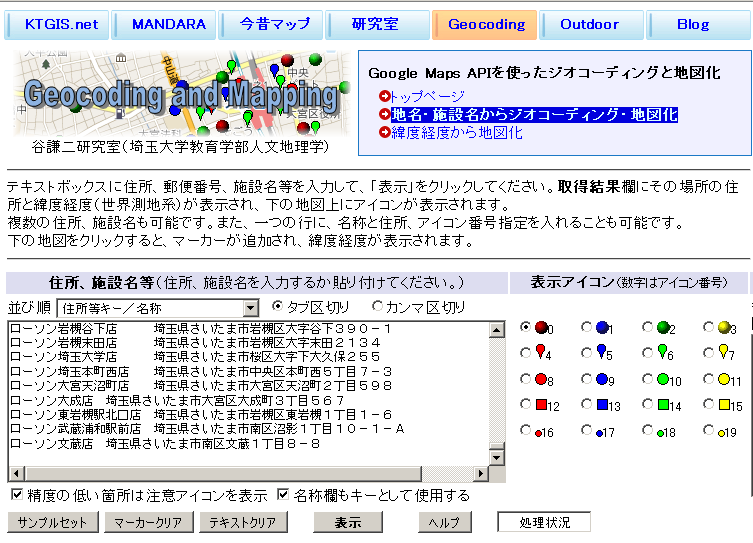 KTGIS.net
MANDARA
今昔マップ
研究室
Geocoding
Outdoor
Blog
Geocoding and Mapping
谷謙二研究室(埼玉大学教育学部人文地理学)
Google Maps APIを使ったジオコーディングと地図化
トップページ
地名・施設名からジオコーディング・地図化
緯度経度から地図化
テキストボックスに住所、郵便番号、施設名等を入力して、「表示」をクリックしてください。取得結果欄にその場所の住
所と緯度経度(世界測地系)が表示され、下の地図上にアイコンが表示されます。
複数の住所、施設名も可能です。また、一つの行に、名称と住所、アイコン番号指定を入れることも可能です。
下の地図をクリックすると、マーカーが追加され、緯度経度が表示されます。
住所、施設名等(住所、施設名を入力するか貼り付けてください。)
並び順 住所等キー/名称 タブ区切り カンマ区切り
ローソン岩槻谷下店 埼玉県さいたま市岩槻区大字谷下390-1
ローソン岩槻末田店 埼玉県さいたま市岩槻区大字末田2134
ローソン埼玉大学店 埼玉県さいたま市桜区大字下大久保255
ローソン埼玉本町西店 埼玉県さいたま市中央区本町西5丁目7-3
ローソン大宮天沼町店 埼玉県さいたま市大宮区天沼町2丁目598
ローソン大成店 埼玉県さいたま市大宮区大成町3丁目567
ローソン東岩槻駅北口店 埼玉県さいたま市岩槻区東岩槻1丁目1-6
ローソン武蔵浦和駅前店 埼玉県さいたま市南区沼影1丁目10-1-A
ローソン文蔵店 埼玉県さいたま市南区文蔵1丁目8-8
精度の低い箇所は注意アイコンを表示 名称欄もキーとして使用する
サンプルセット マーカークリア テキストクリア 表示 ヘルプ 処理状況
表示アイコン(数字はアイコン番号)
0 1 2 3
4 5 6 7
8 9 10 11
12 13 14 15
16 17 18 19